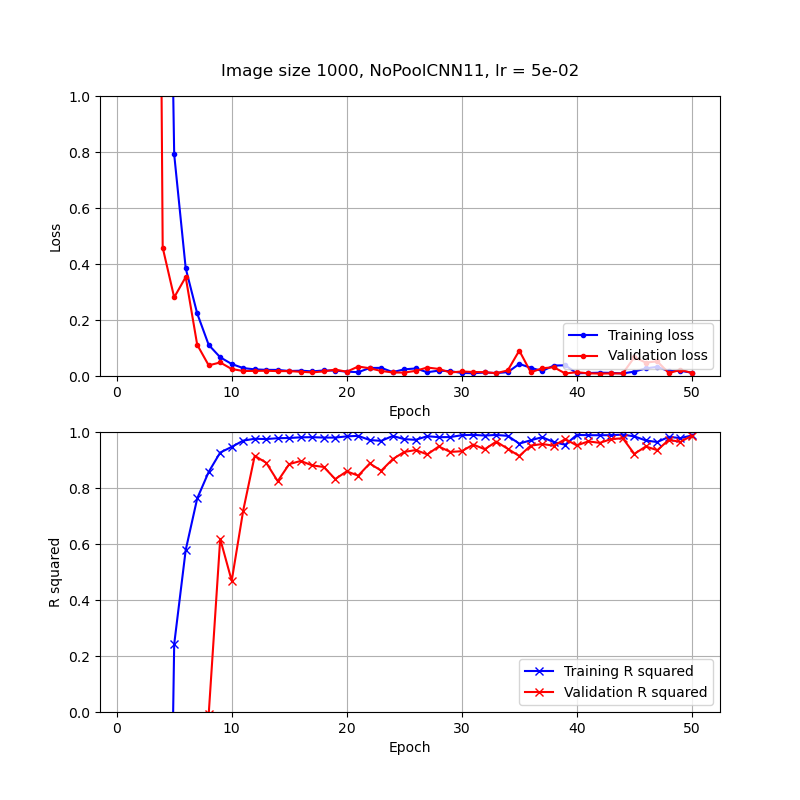 Image size 1000, NoPoolCNN11, lr = 5e-02
1.0
0.8
0.6
0.4
0.2
0.0
Loss
Training loss
Validation loss
0 10 20 30 40 50
Epoch
1.0
0.8
0.6
0.4
0.2
0.0
R squared
Training R squared
Validation R squared
0 10 20 30 40 50
Epoch